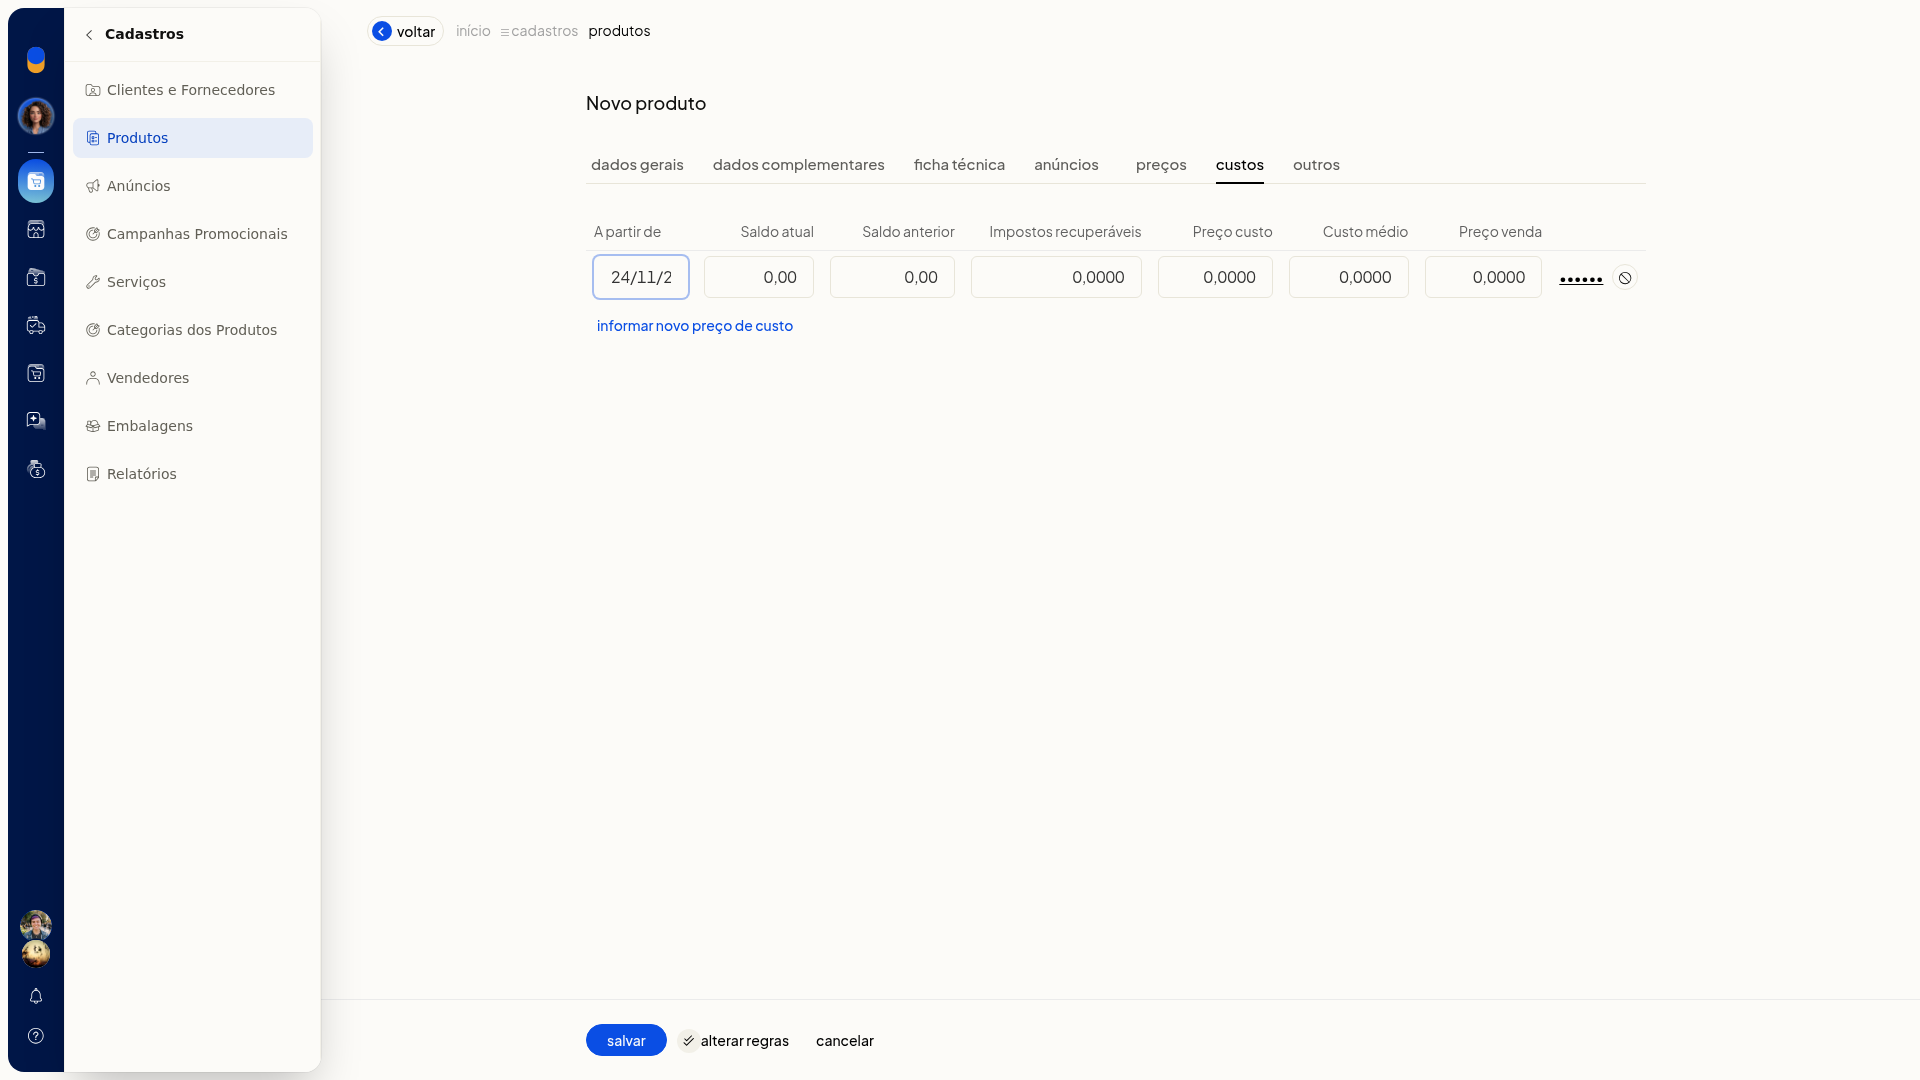 Cadastros
Clientes e Fornecedores
Produtos
Anúncios
Campanhas Promocionais
Serviços
Categorias dos Produtos
Vendedores
Embalagens
Relatórios
voltar início cadastros produtos
Novo produto
dados gerais dados complementares ficha técnica anúncios preços custos outros
A partir de Saldo atual Saldo anterior Impostos recuperáveis Preço custo Custo médio Preço venda
24/11/2 0,00 0,00 0,0000 0,0000 0,0000 0,0000
informar novo preço de custo
salvar alterar regras cancelar